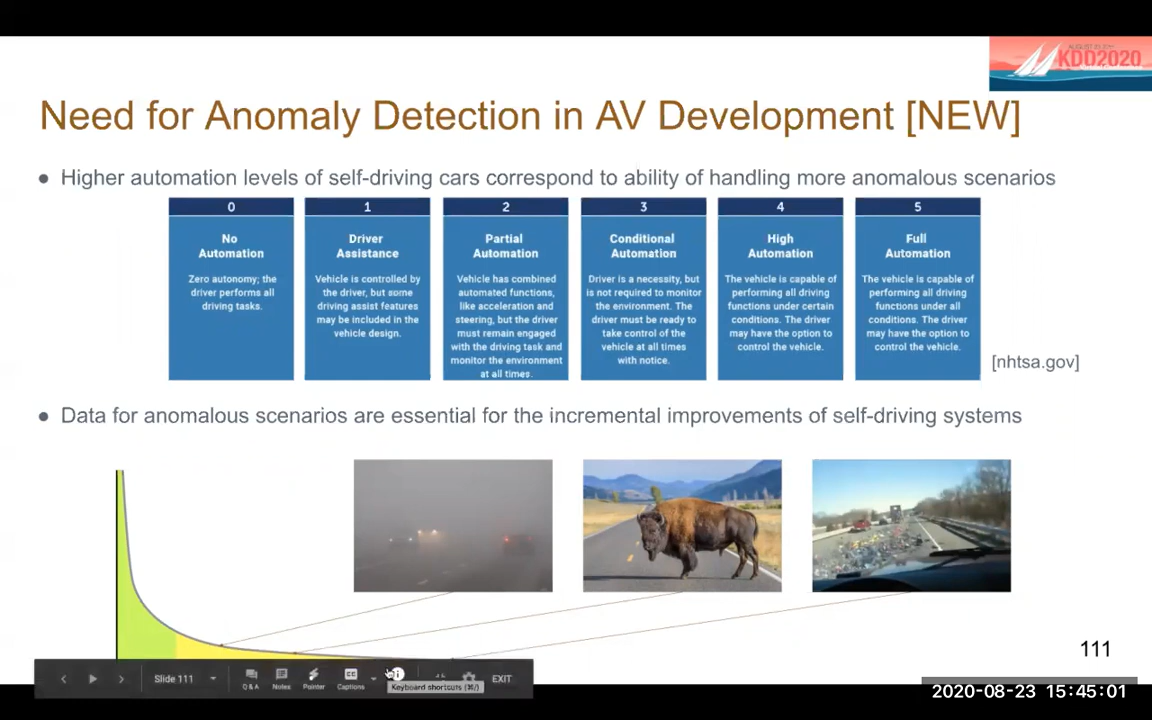 KDD2020
Need for Anomaly Detection in AV Development [NEW]
● Higher automation levels of self-driving cars correspond to ability of handling more anomalous scenarios
0
No
Automation
Zero autonomy; the
driver performs all
driving tasks.
1
Driver
Assistance
Vehicle is controlled by
the driver, but some
driving assist features
may be included in the
vehicle design.
2
Partial
Automation
Vehicle has combined
automated functions,
like acceleration and
steering, but the driver
must remain engaged
with the driving task and
monitor the environment
at all times.
3
Conditional
Automation
Driver is a necessity, but
is not required to monitor
the environment. The
driver must be ready to
take control of the
vehicle at all times
with notice.
4
High
Automation
The vehicle is capable of
performing all driving
functions under certain
conditions. The driver
may have the option to
control the vehicle.
5
Full
Automation
The vehicle is capable of
performing all driving
functions under all
conditions. The driver
may have the option to
control the vehicle.
[nhtsa.gov]
● Data for anomalous scenarios are essential for the incremental improvements of self-driving systems
111
Slide 111
Q & A
Notes
Pointer
CC
Captions
EXIT
Keyboard shortcuts (⌘/)
2020-08-23 15:45:01